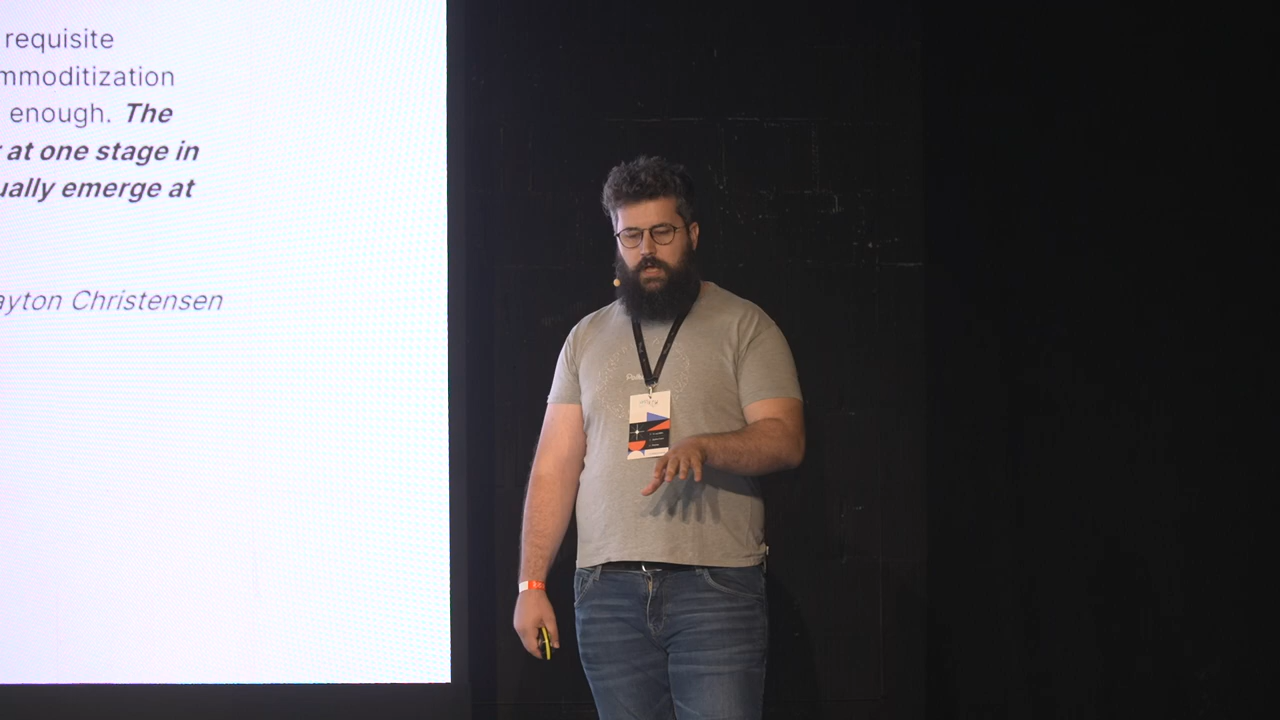 requisite
mmoditization
enough. The
at one stage in
ually emerge at
ayton Christensen